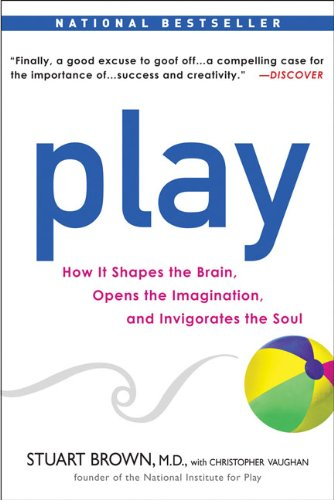 NATIONAL BESTSELLER
"Finally, a good excuse to goof off...a compelling case for
the importance of...success and creativity." —DISCOVER
play
How It Shapes the Brain,
Opens the Imagination,
and Invigorates the Soul
STUART BROWN, M.D., with CHRISTOPHER VAUGHAN
founder of the National Institute for Play